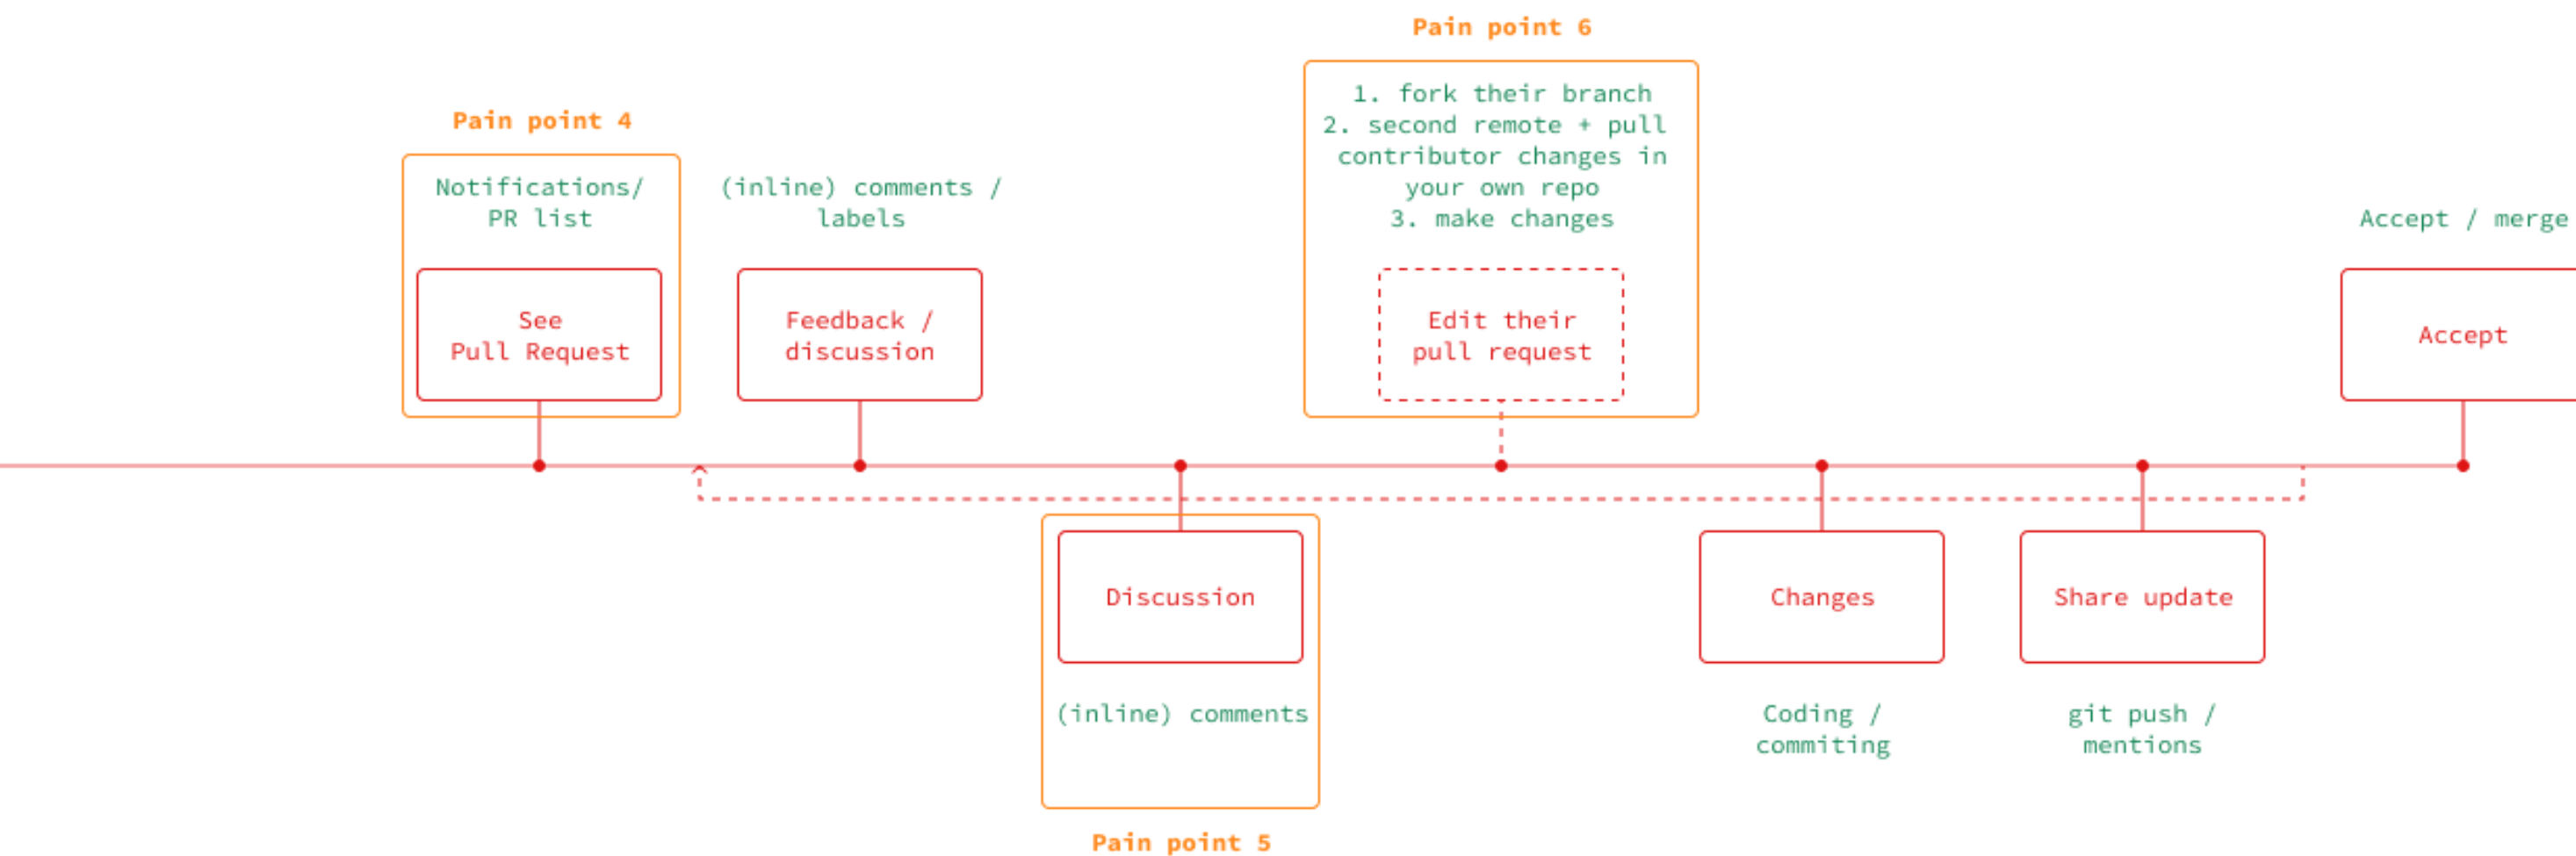 Pain point 4
Notifications/
PR list
See
Pull Request
(inline) comments /
labels
Feedback /
discussion
Discussion
(inline) comments
Pain point 5
Pain point 6
1. fork their branch
2. second remote + pull
contributor changes in
your own repo
3. make changes
Edit their
pull request
Changes
Coding /
commiting
Share update
git push /
mentions
Accept / merge
Accept